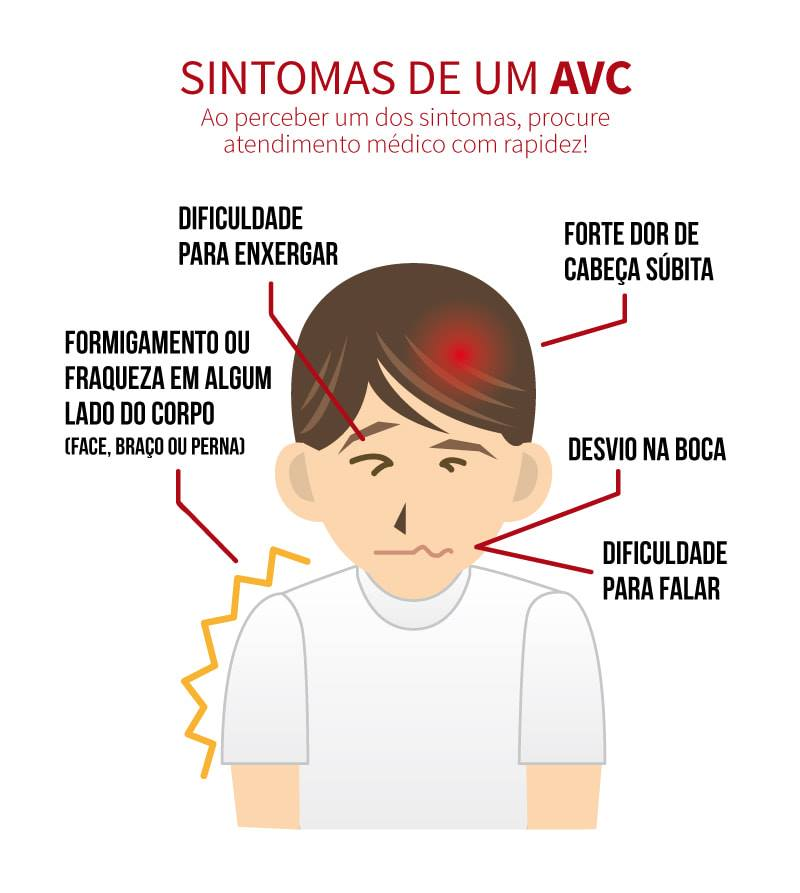 SINTOMAS DE UM AVC
Ao perceber um dos sintomas, procure
atendimento médico com rapidez!
DIFICULDADE
PARA ENXERGAR
FORTE DOR DE
CABEÇA SÚBITA
FORMIGAMENTO OU
FRAQUEZA EM ALGUM
LADO DO CORPO
(FACE, BRAÇO OU PERNA)
DESVIO NA BOCA
DIFICULDADE
PARA FALAR